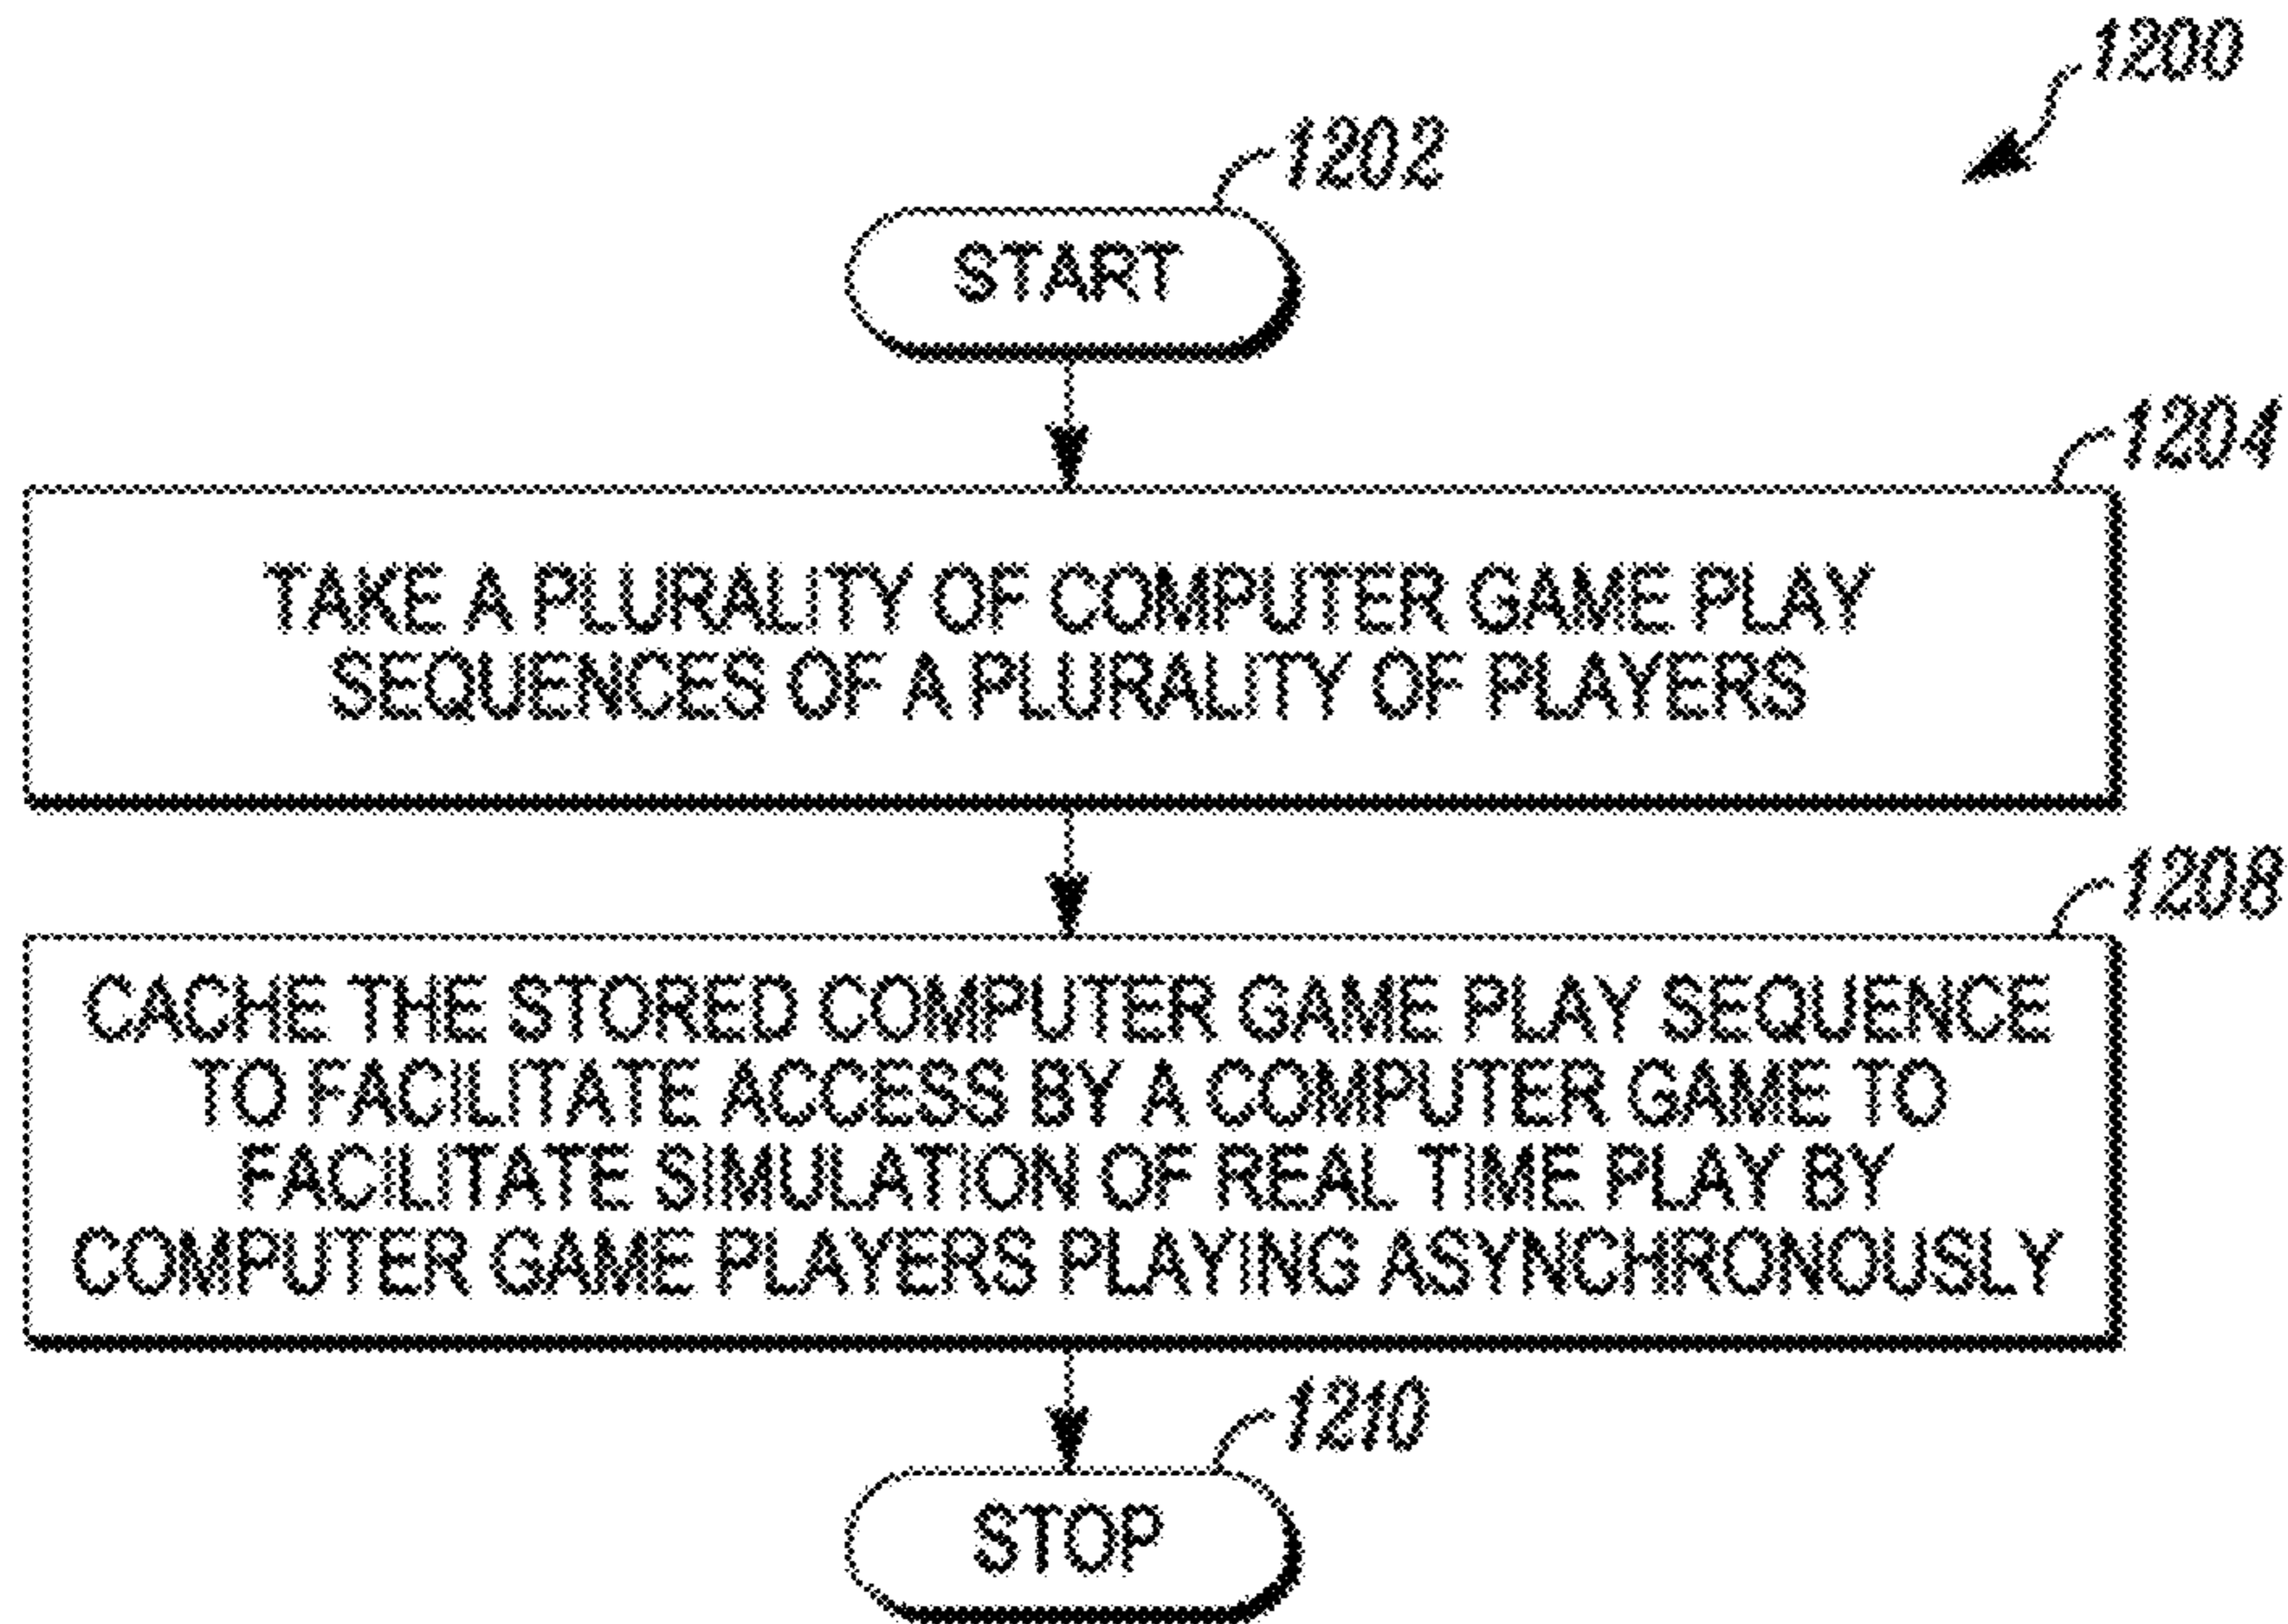 1200
1202
START
1204
TAKE A PLURALITY OF COMPUTER GAME PLAY
SEQUENCES OF A PLURALITY OF PLAYERS
1208
CACHE THE STORED COMPUTER GAME PLAY SEQUENCE
TO FACILITATE ACCESS BY A COMPUTER GAME TO
FACILITATE SIMULATION OF REAL TIME PLAY BY
COMPUTER GAME PLAYERS PLAYING ASYNCHRONOUSLY
1210
STOP